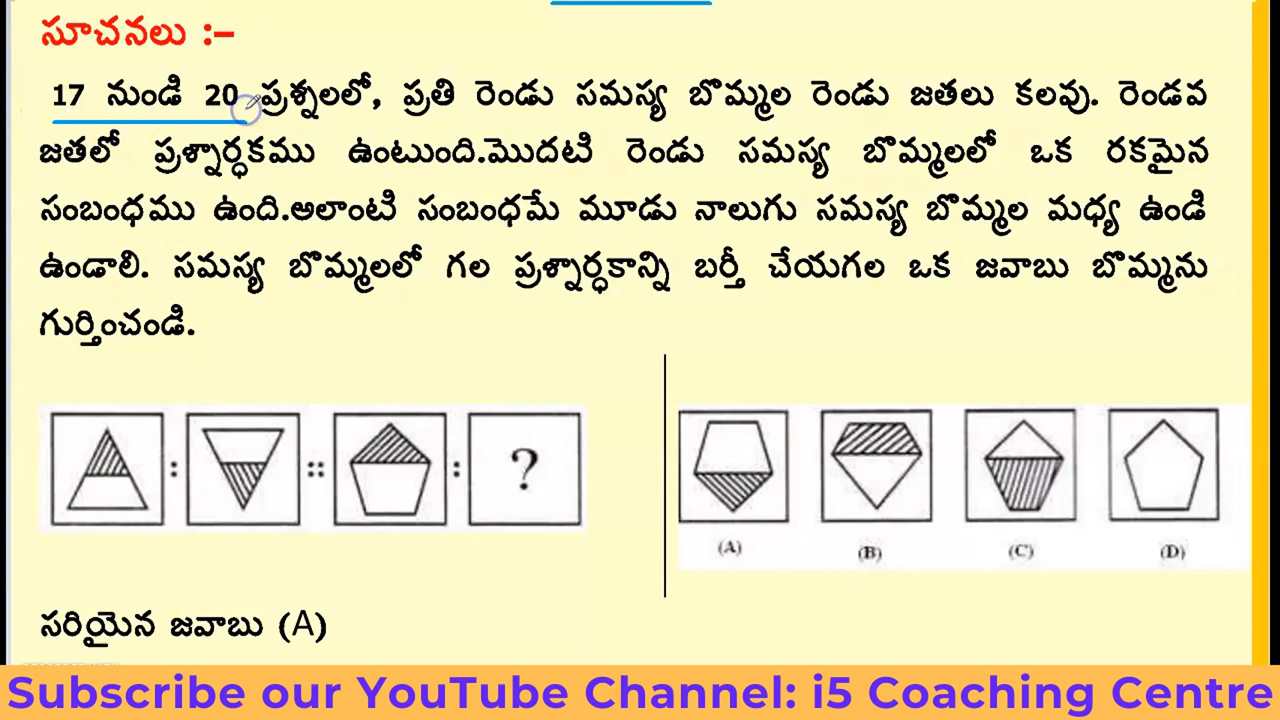 సూచనలు :–
17 నుండి 20 ప్రశ్నలలో, ప్రతి రెండు సమస్య బొమ్మల రెండు జతలు కలవు. రెండవ
జతలో ప్రశ్నార్ధకము ఉంటుంది.మొదటి రెండు సమస్య బొమ్మలలో ఒక రకమైన
సంబంధము ఉంది.అలాంటి సంబంధమే మూడు నాలుగు సమస్య బొమ్మల మధ్య ఉండి
ఉండాలి. సమస్య బొమ్మలలో గల ప్రశ్నార్ధకాన్ని బర్తీ చేయగల ఒక జవాబు బొమ్మను
గుర్తించండి.
: :: : ?
(A) (B) (C) (D)
సరియైన జవాబు (A)
Subscribe our YouTube Channel: i5 Coaching Centre